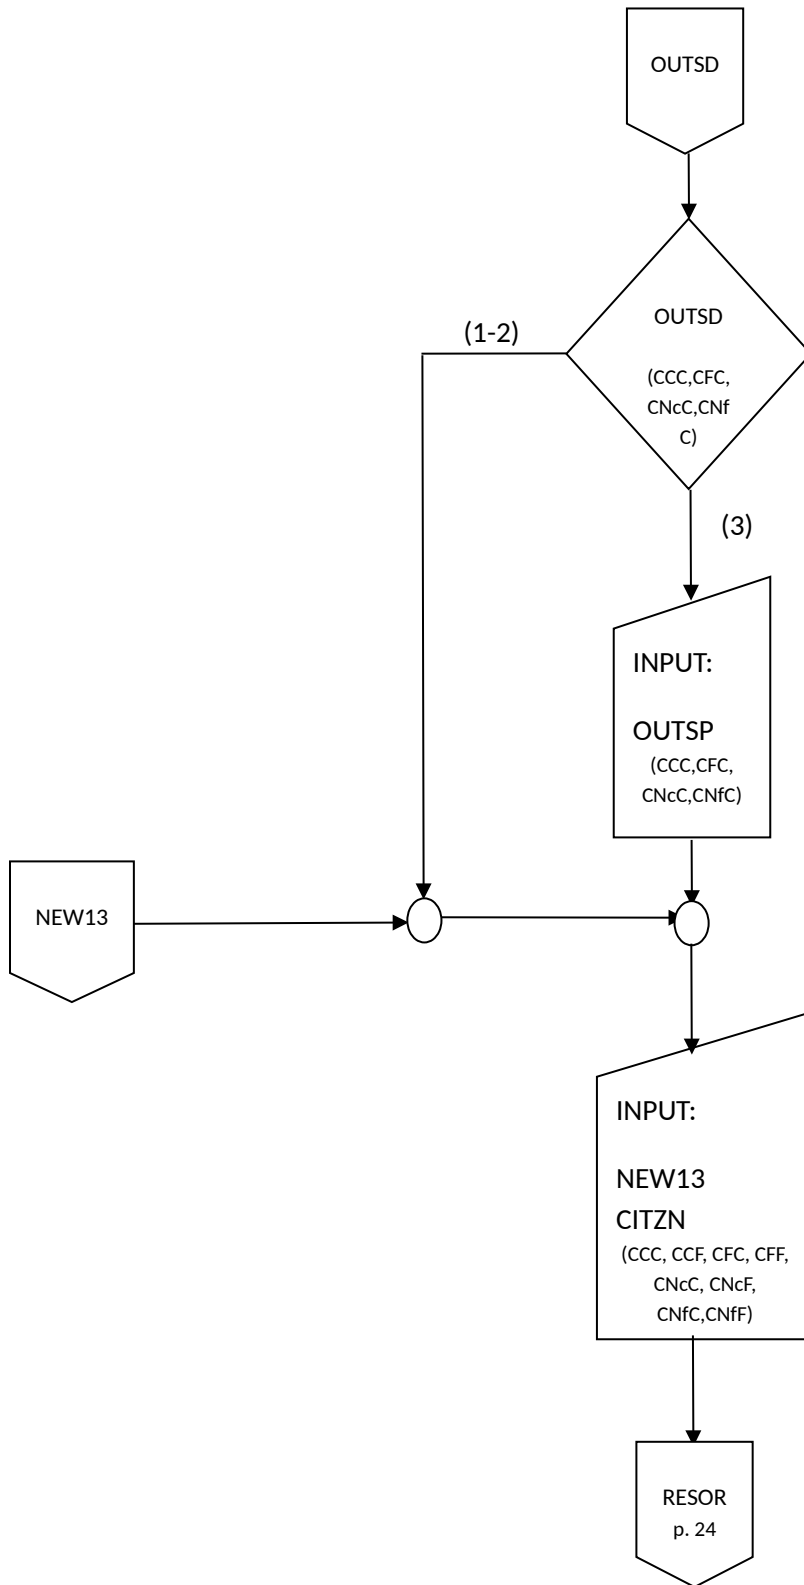 OUTSD
OUTSD
(CCC,CFC,
CNcC,CNf
C)
(1-2)
(3)
INPUT:
OUTSP
(CCC,CFC,
CNcC,CNfC)
NEW13
INPUT:
NEW13
CITZN
(CCC, CCF, CFC, CFF,
CNcC, CNcF,
CNfC,CNfF)
RESOR
p. 24